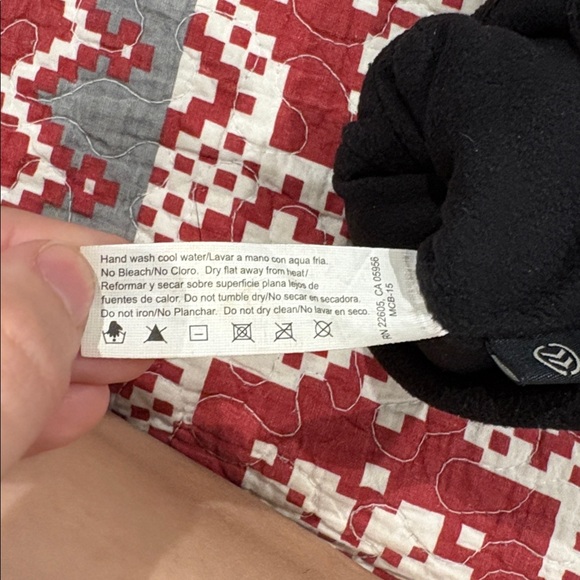 Hand wash cool water/Lavar a mano con aqua fria.
No Bleach/No Cloro. Dry flat away from heat/
Reformar y secar sobre superficie plana lejos de
fuentes de calor. Do not tumble dry/No secar en secadora.
Do not iron/No Planchar. Do not dry clean/No lavar en seco.
RN 22605, CA 05956
MCB-15